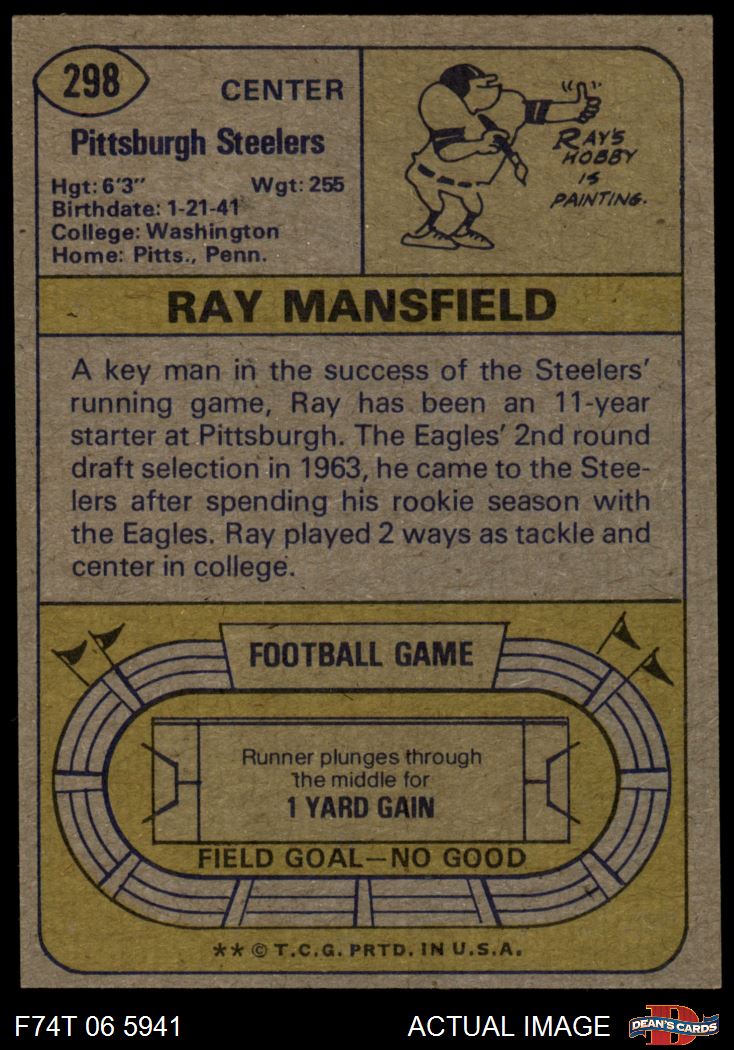 298
CENTER
Pittsburgh Steelers
Hgt: 6'3" Wgt: 255
Birthdate: 1-21-41
College: Washington
Home: Pitts., Penn.
RAY'S
HOBBY
IS
PAINTING.
RAY MANSFIELD
A key man in the success of the Steelers'
running game, Ray has been an 11-year
starter at Pittsburgh. The Eagles' 2nd round
draft selection in 1963, he came to the Stee-
lers after spending his rookie season with
the Eagles. Ray played 2 ways as tackle and
center in college.
FOOTBALL GAME
Runner plunges through
the middle for
1 YARD GAIN
FIELD GOAL—NO GOOD
** © T.C.G. PRTD. IN U.S.A.
F74T 06 5941 ACTUAL IMAGE D DEAN'S CARDS